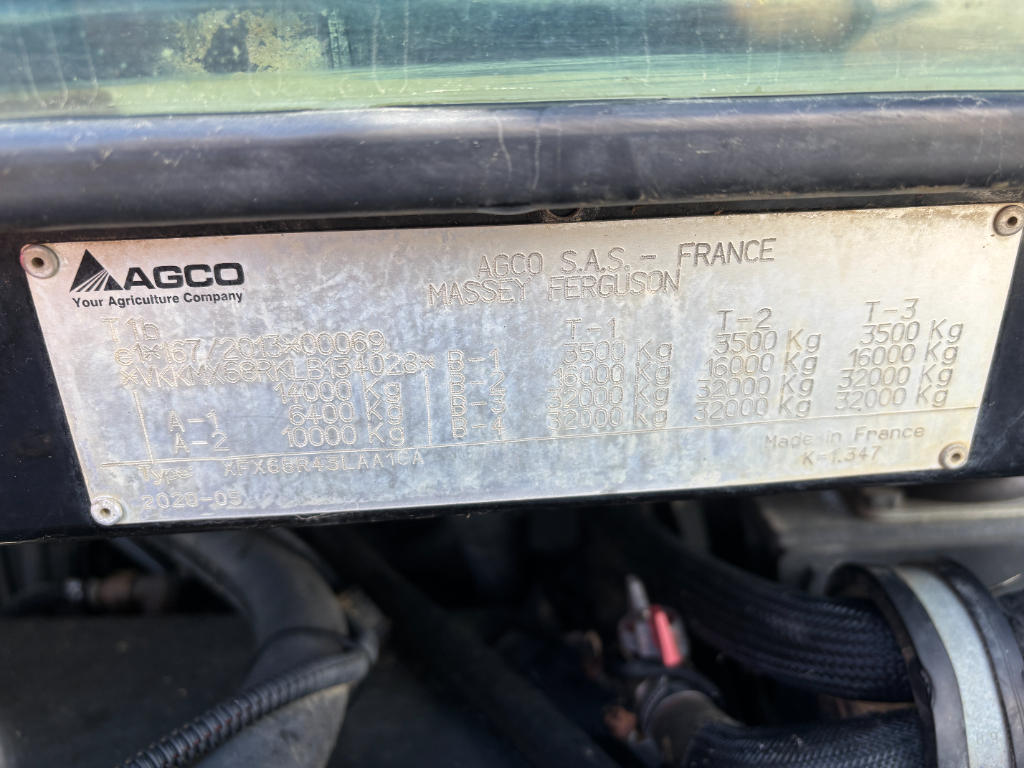 AGCO
Your Agriculture Company
AGCO S.A.S. - FRANCE
MASSEY FERGUSON
T1b
e1*167/2013*00069
*VKKMX68RKLB134028*
14000 Kg
A-1 6400 Kg
A-2 10000 Kg
T-1 T-2 T-3
B-1 3500 Kg 3500 Kg 3500 Kg
B-2 16000 Kg 16000 Kg 16000 Kg
B-3 32000 Kg 32000 Kg 32000 Kg
B-4 32000 Kg 32000 Kg 32000 Kg
Type
2020-05
Made in France
K-1.347